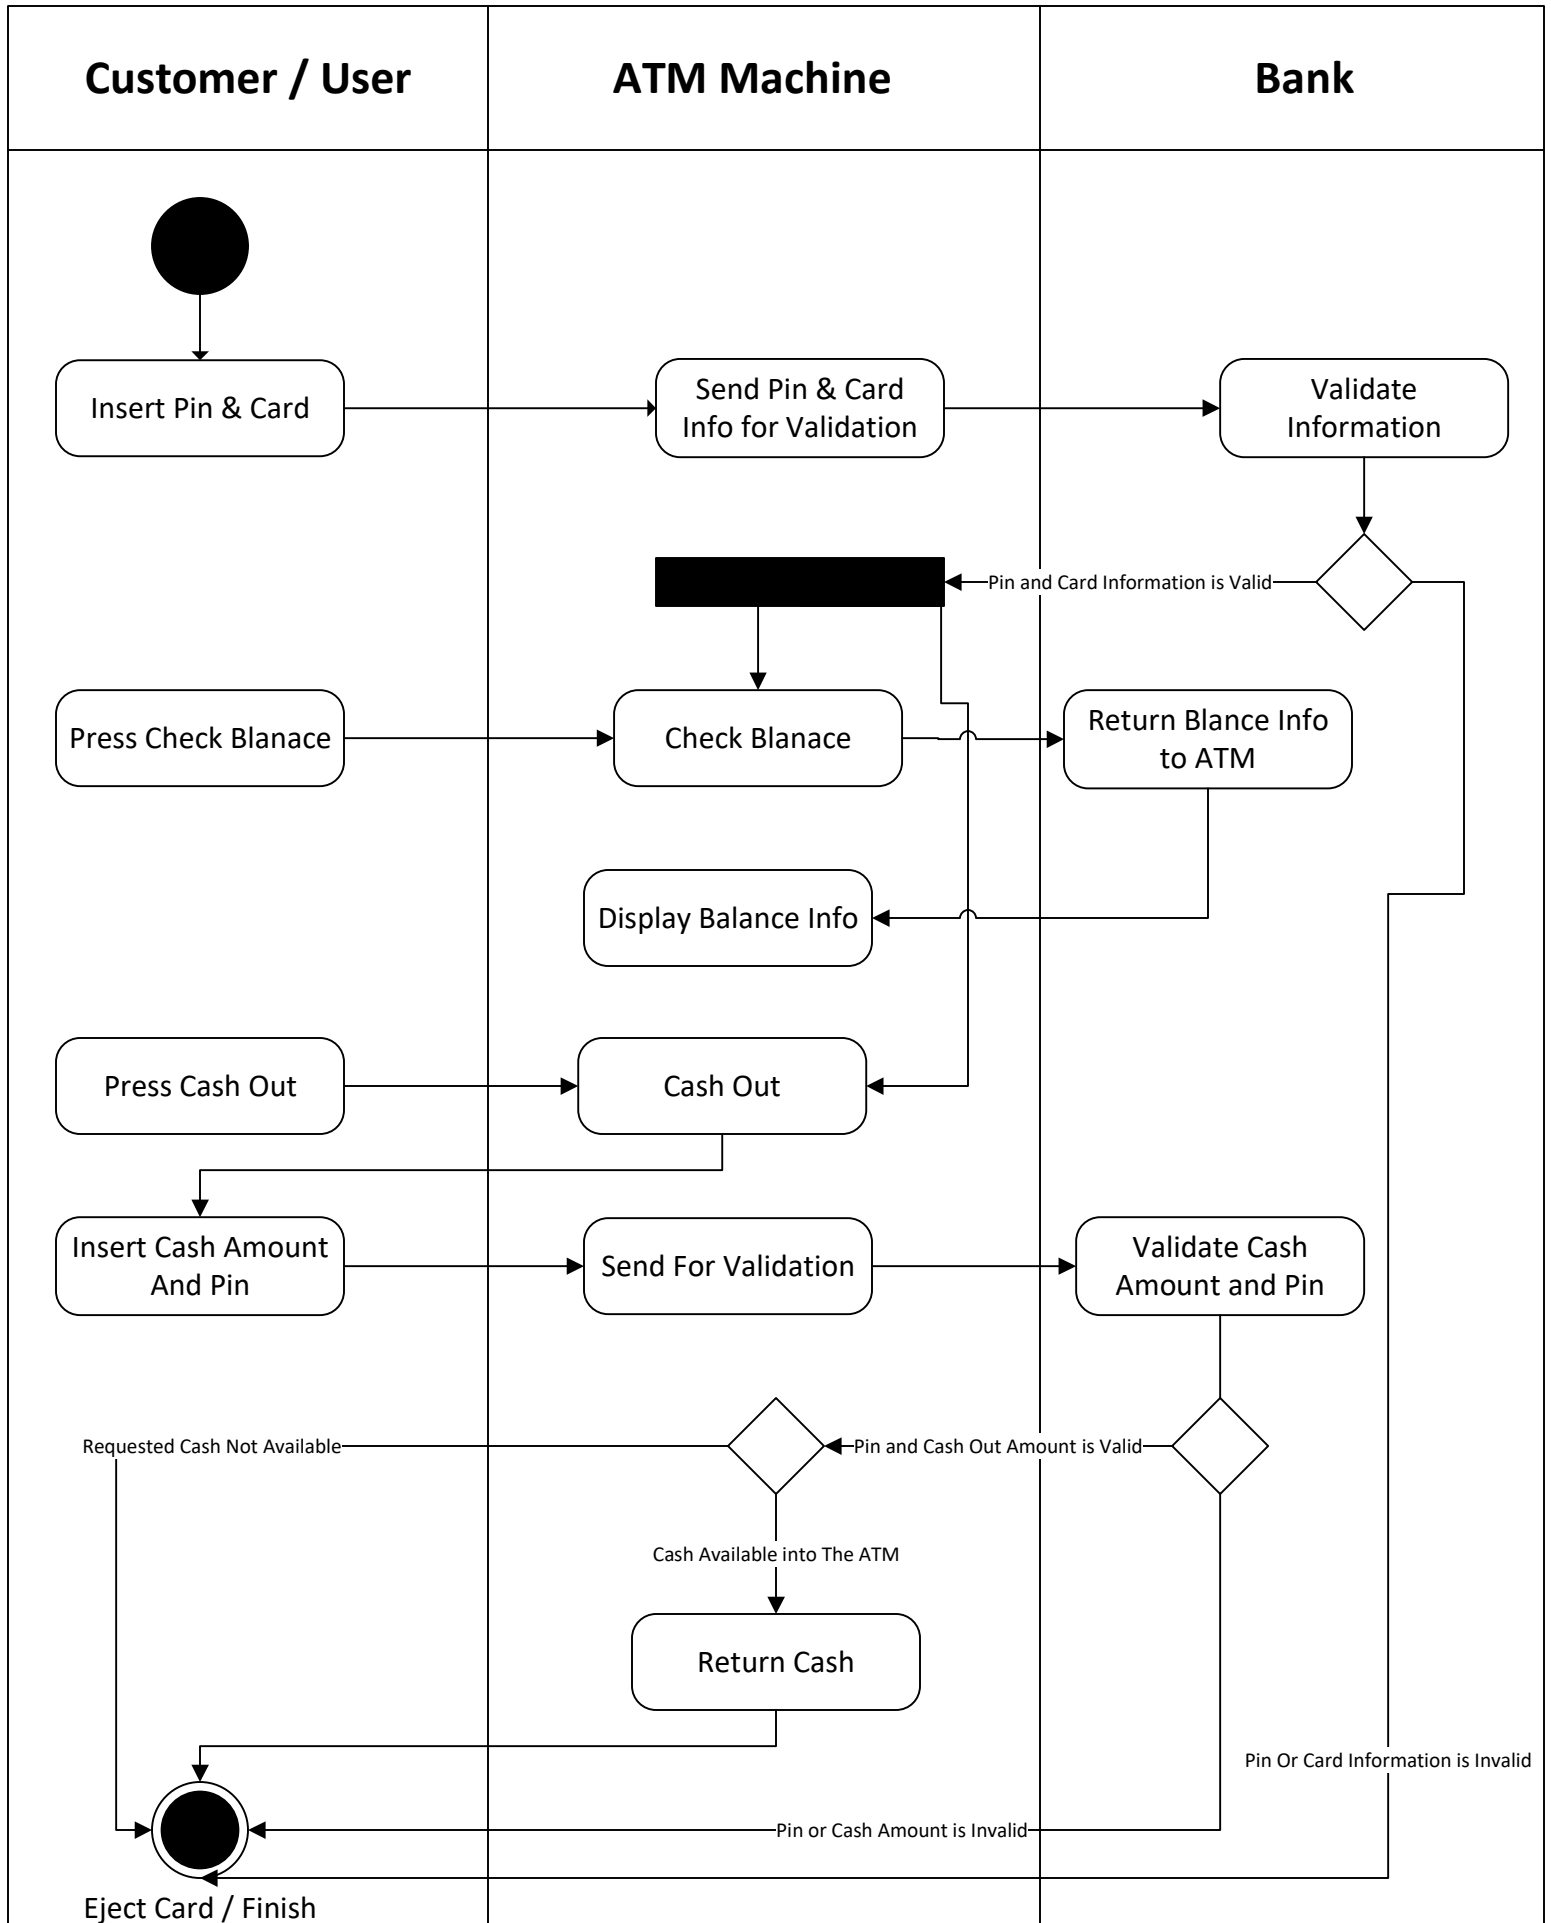 Customer / User
ATM Machine
Bank
Insert Pin & Card
Send Pin & Card
Info for Validation
Validate
Information
Pin and Card Information is Valid
Press Check Blanace
Check Blanace
Return Blance Info
to ATM
Display Balance Info
Press Cash Out
Cash Out
Insert Cash Amount
And Pin
Send For Validation
Validate Cash
Amount and Pin
Requested Cash Not Available
Pin and Cash Out Amount is Valid
Cash Available into The ATM
Return Cash
Pin Or Card Information is Invalid
Pin or Cash Amount is Invalid
Eject Card / Finish